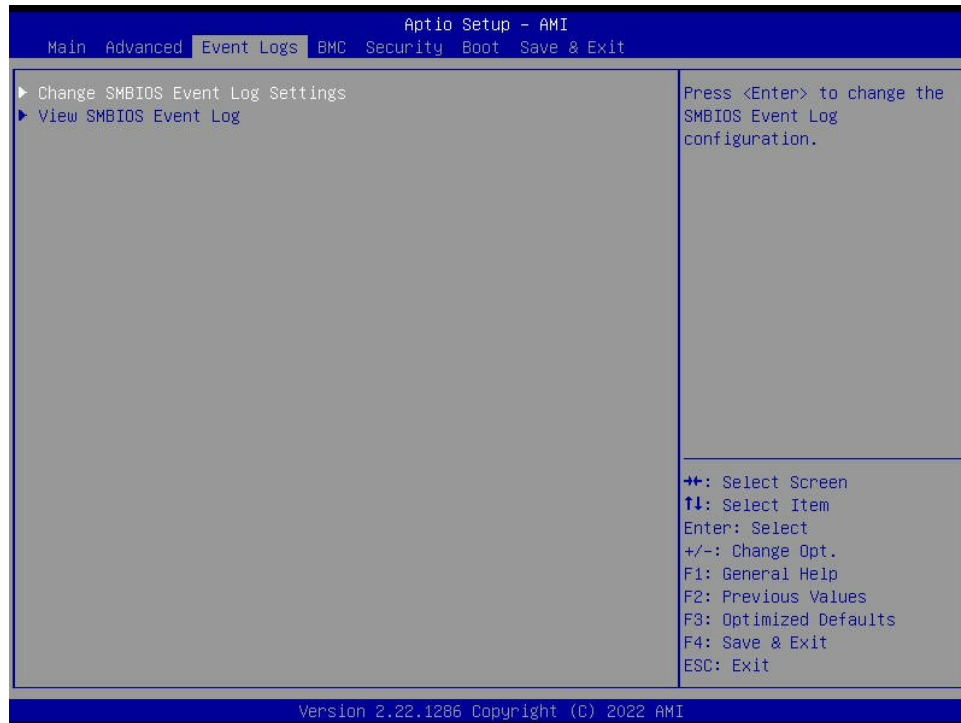 Aptio Setup – AMI
Main Advanced Event Logs BMC Security Boot Save & Exit
▶ Change SMBIOS Event Log Settings
▶ View SMBIOS Event Log
Press <Enter> to change the
SMBIOS Event Log
configuration.
→←: Select Screen
↑↓: Select Item
Enter: Select
+/-: Change Opt.
F1: General Help
F2: Previous Values
F3: Optimized Defaults
F4: Save & Exit
ESC: Exit
Version 2.22.1286 Copyright (C) 2022 AMI